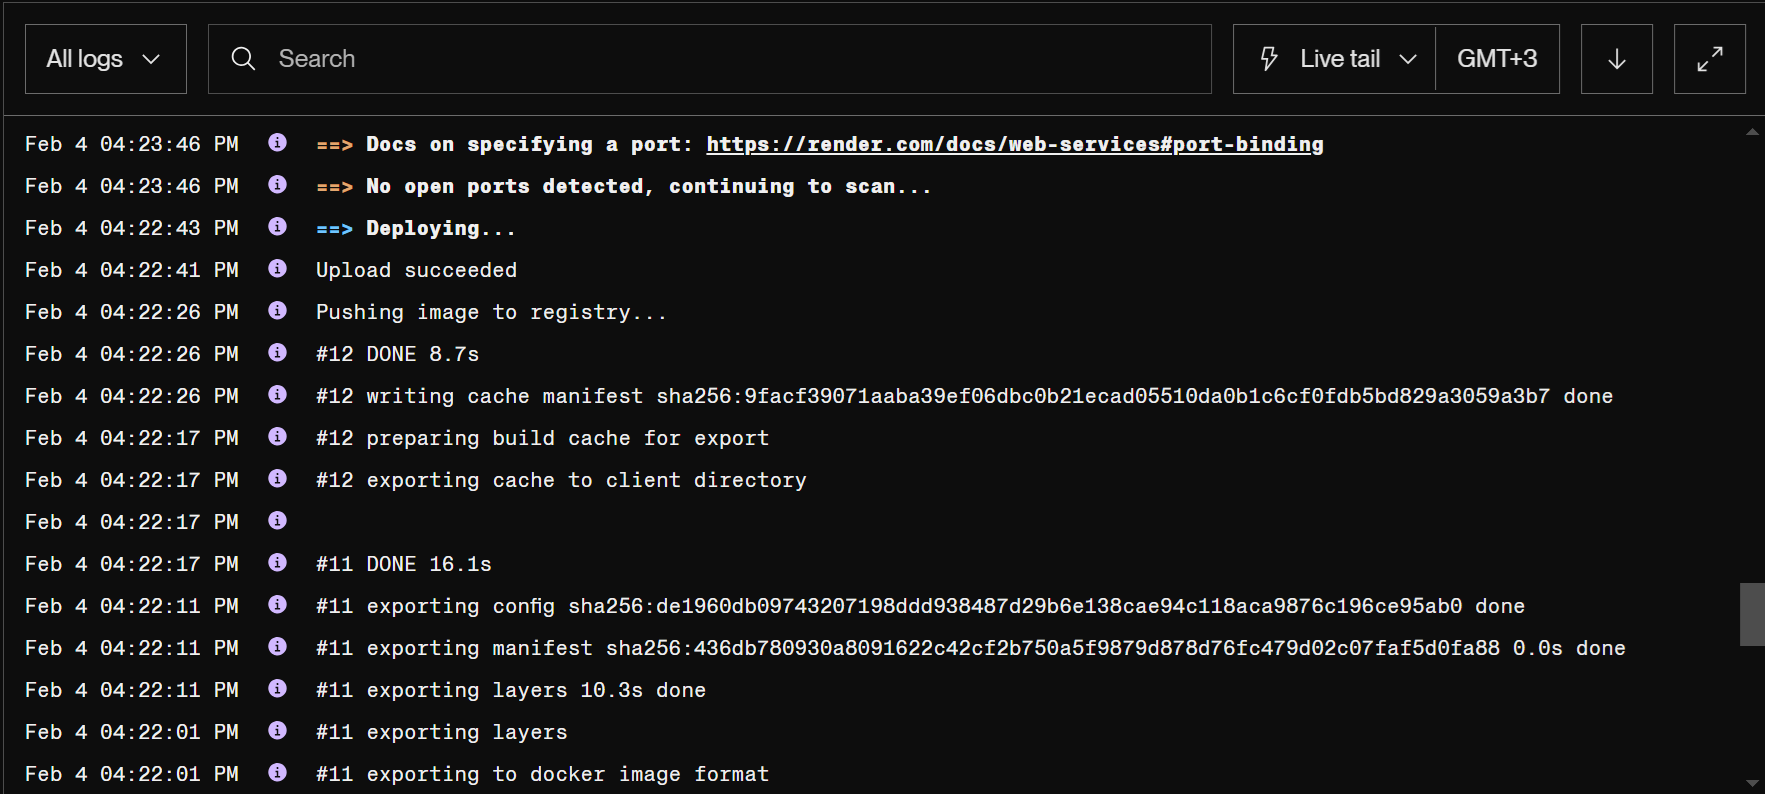 All logs
Search
Live tail
GMT+3
Feb 4 04:23:46 PM ==> Docs on specifying a port: https://render.com/docs/web-services#port-binding
Feb 4 04:23:46 PM ==> No open ports detected, continuing to scan...
Feb 4 04:22:43 PM ==> Deploying...
Feb 4 04:22:41 PM Upload succeeded
Feb 4 04:22:26 PM Pushing image to registry...
Feb 4 04:22:26 PM #12 DONE 8.7s
Feb 4 04:22:26 PM #12 writing cache manifest sha256:9facf39071aaba39ef06dbc0b21ecad05510da0b1c6cf0fdb5bd829a3059a3b7 done
Feb 4 04:22:17 PM #12 preparing build cache for export
Feb 4 04:22:17 PM #12 exporting cache to client directory
Feb 4 04:22:17 PM
Feb 4 04:22:17 PM #11 DONE 16.1s
Feb 4 04:22:11 PM #11 exporting config sha256:de1960db09743207198ddd938487d29b6e138cae94c118aca9876c196ce95ab0 done
Feb 4 04:22:11 PM #11 exporting manifest sha256:436db780930a8091622c42cf2b750a5f9879d878d76fc479d02c07faf5d0fa88 0.0s done
Feb 4 04:22:11 PM #11 exporting layers 10.3s done
Feb 4 04:22:01 PM #11 exporting layers
Feb 4 04:22:01 PM #11 exporting to docker image format